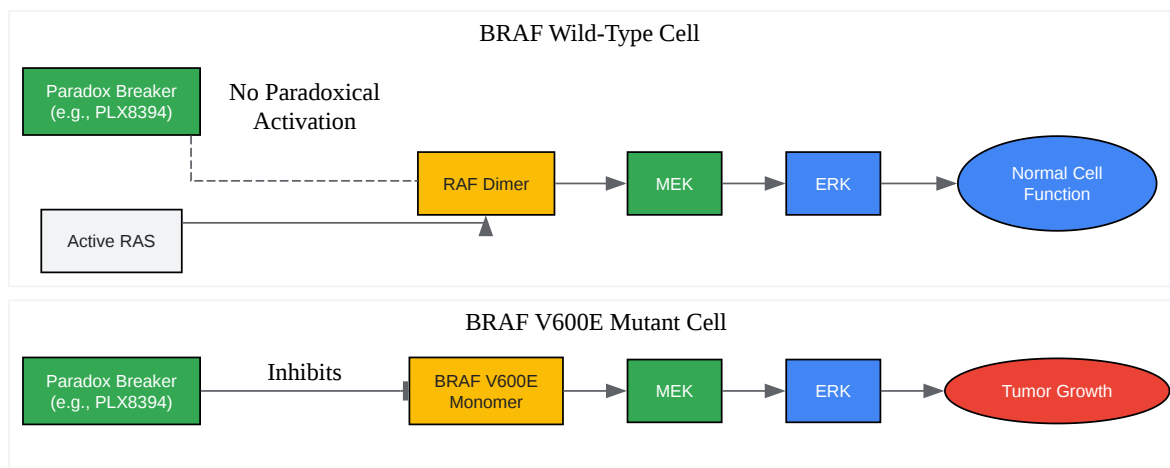 BRAF Wild-Type Cell
Paradox Breaker
(e.g., PLX8394)
No Paradoxical
Activation
RAF Dimer
MEK
ERK
Normal Cell
Function
Active RAS
BRAF V600E Mutant Cell
Paradox Breaker
(e.g., PLX8394)
Inhibits
BRAF V600E
Monomer
MEK
ERK
Tumor Growth